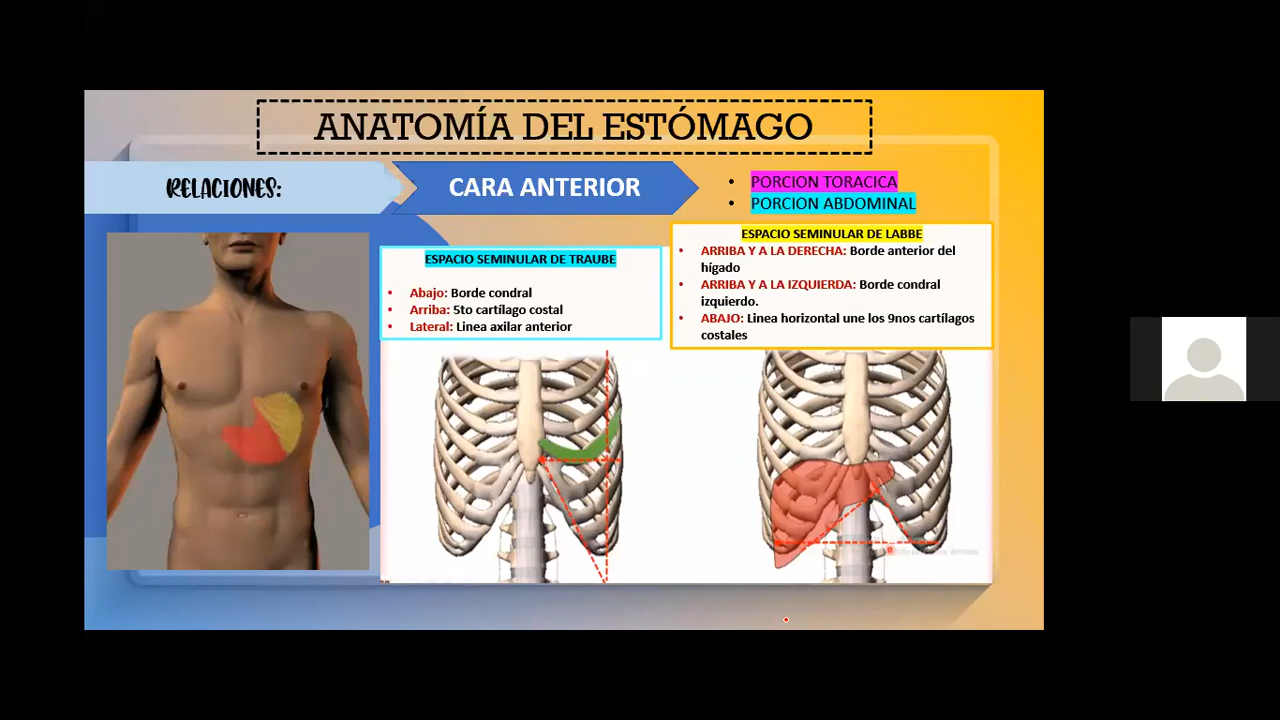 ANATOMÍA DEL ESTÓMAGO
RELACIONES:
CARA ANTERIOR
• PORCION TORACICA
• PORCION ABDOMINAL
ESPACIO SEMINULAR DE TRAUBE
• Abajo: Borde condral
• Arriba: 5to cartílago costal
• Lateral: Linea axilar anterior
ESPACIO SEMINULAR DE LABBE
• ARRIBA Y A LA DERECHA: Borde anterior del
hígado
• ARRIBA Y A LA IZQUIERDA: Borde condral
izquierdo.
• ABAJO: Linea horizontal une los 9nos cartílagos
costales